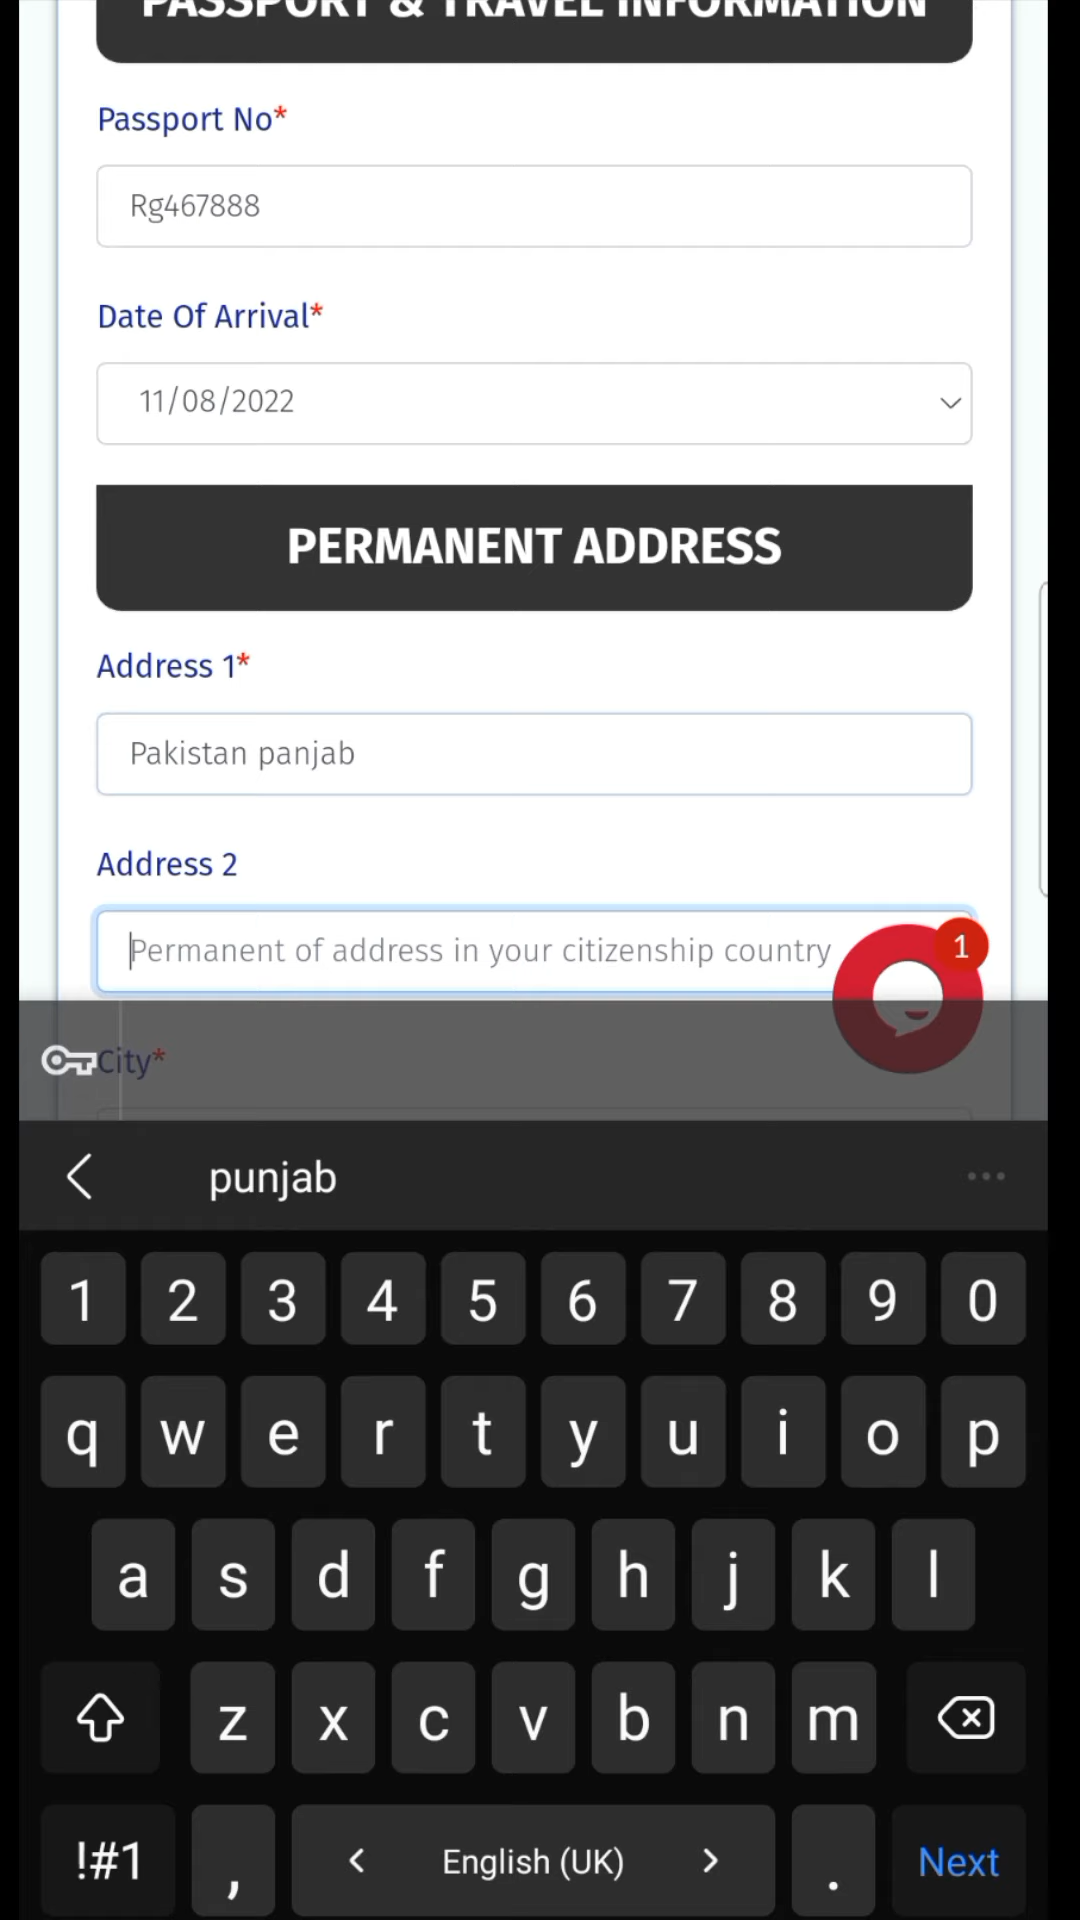 PASSPORT & TRAVEL INFORMATION
Passport No*
Rg467888
Date Of Arrival*
11/08/2022
PERMANENT ADDRESS
Address 1*
Pakistan panjab
Address 2
Permanent of address in your citizenship country
1
City*
punjab
1 2 3 4 5 6 7 8 9 0
q w e r t y u i o p
a s d f g h j k l
z x c v b n m
!#1 , < English (UK) > . Next